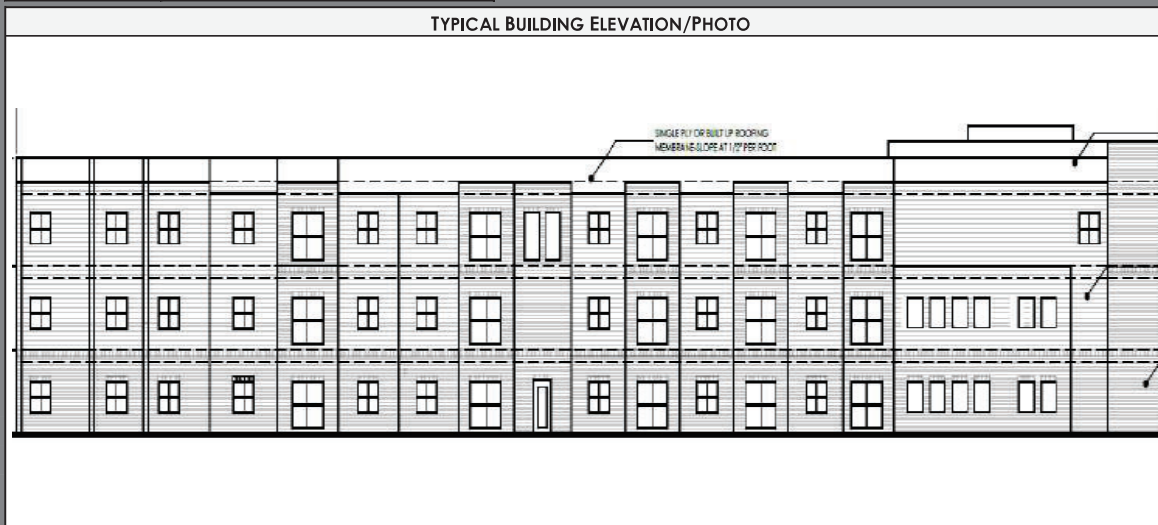 TYPICAL BUILDING ELEVATION/PHOTO
SINGLE PLY OR BUILT UP ROOFING
MEMBRANE-SLOPE AT 1/2" PER FOOT